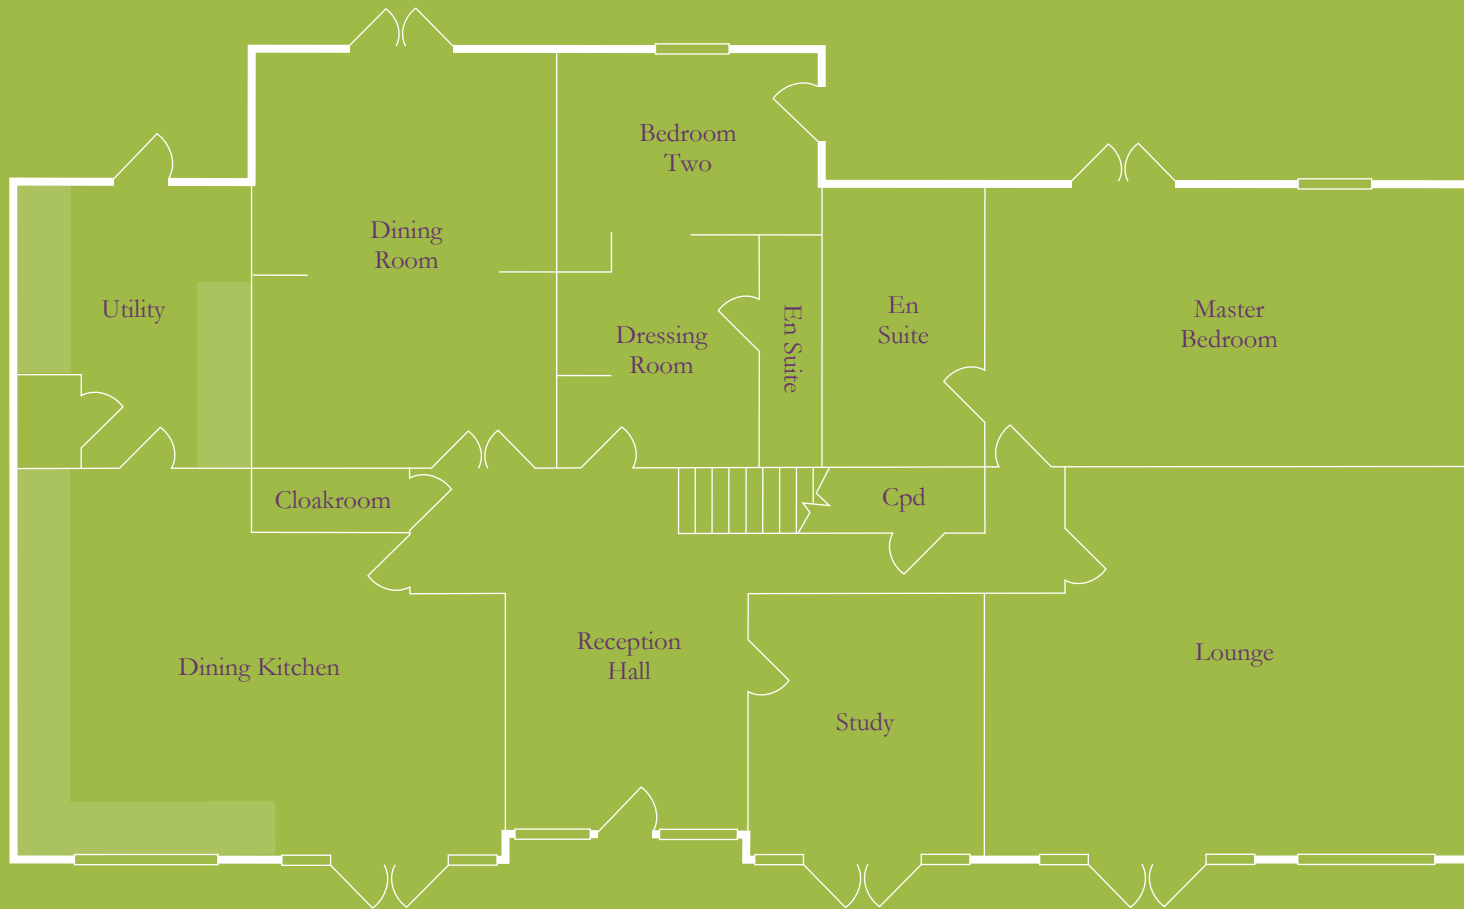 Bedroom
Two
Dining
Room
Utility
Dressing
Room
En Suite
En
Suite
Master
Bedroom
Cloakroom
Cpd
Dining Kitchen
Reception
Hall
Study
Lounge